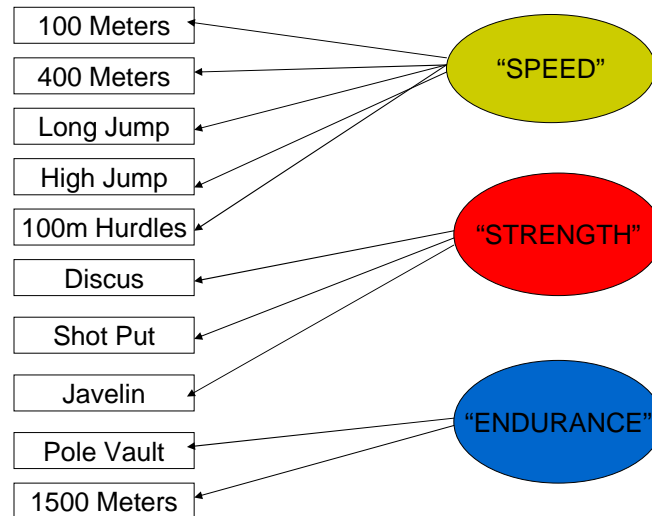 100 Meters
400 Meters
Long Jump
High Jump
100m Hurdles
Discus
Shot Put
Javelin
Pole Vault
1500 Meters
“SPEED”
“STRENGTH”
“ENDURANCE”